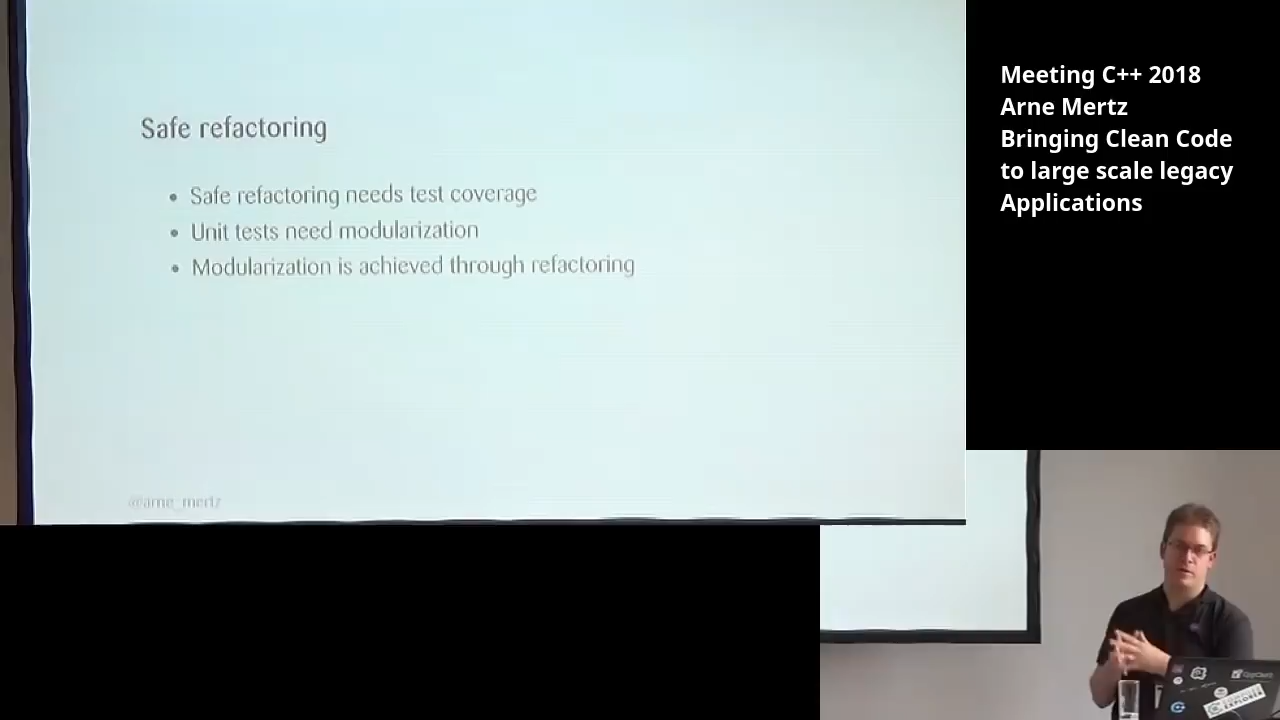 Safe refactoring
• Safe refactoring needs test coverage
• Unit tests need modularization
• Modularization is achieved through refactoring
@arne_mertz
Meeting C++ 2018
Arne Mertz
Bringing Clean Code
to large scale legacy
Applications
EXPLORER